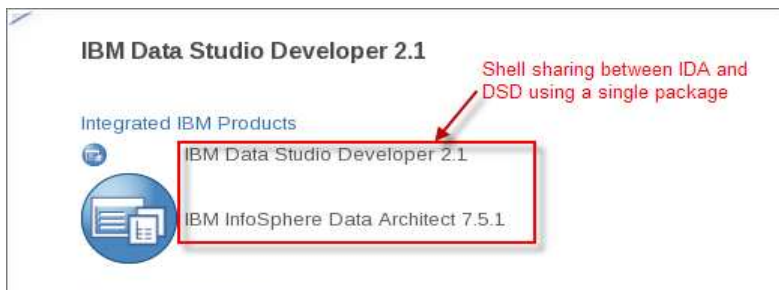 IBM Data Studio Developer 2.1
Shell sharing between IDA and
DSD using a single package
Integrated IBM Products
IBM Data Studio Developer 2.1
IBM InfoSphere Data Architect 7.5.1